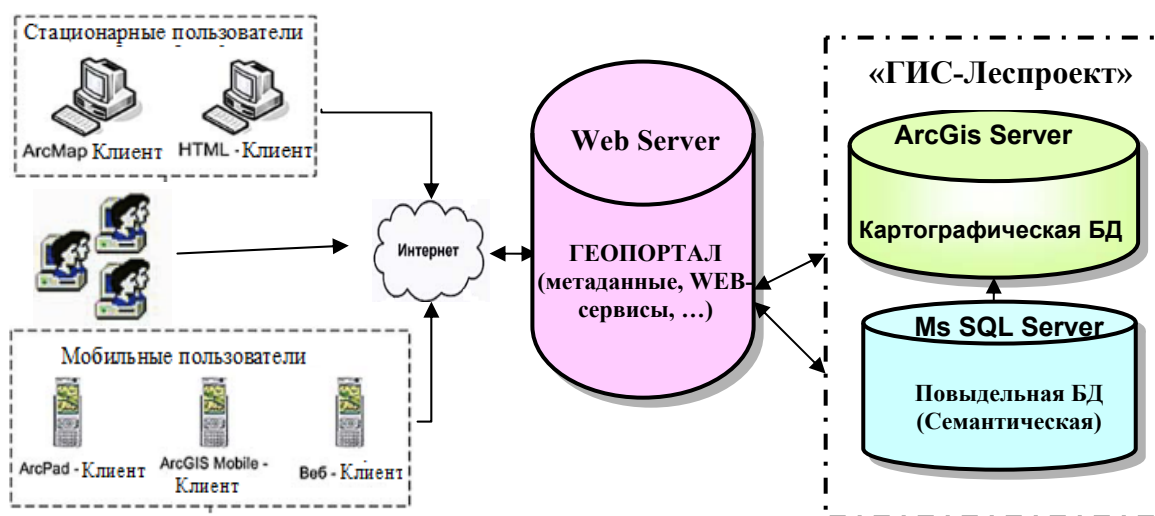 Стационарные пользователи
ArcMap Клиент
HTML - Клиент
Интернет
Мобильные пользователи
ArcPad - Клиент
ArcGIS Mobile -
Клиент
Веб - Клиент
Web Server
ГЕОПОРТАЛ
(метаданные, WEB-
сервисы, …)
«ГИС-Леспроект»
ArcGis Server
Картографическая БД
Ms SQL Server
Повыдельная БД
(Семантическая)